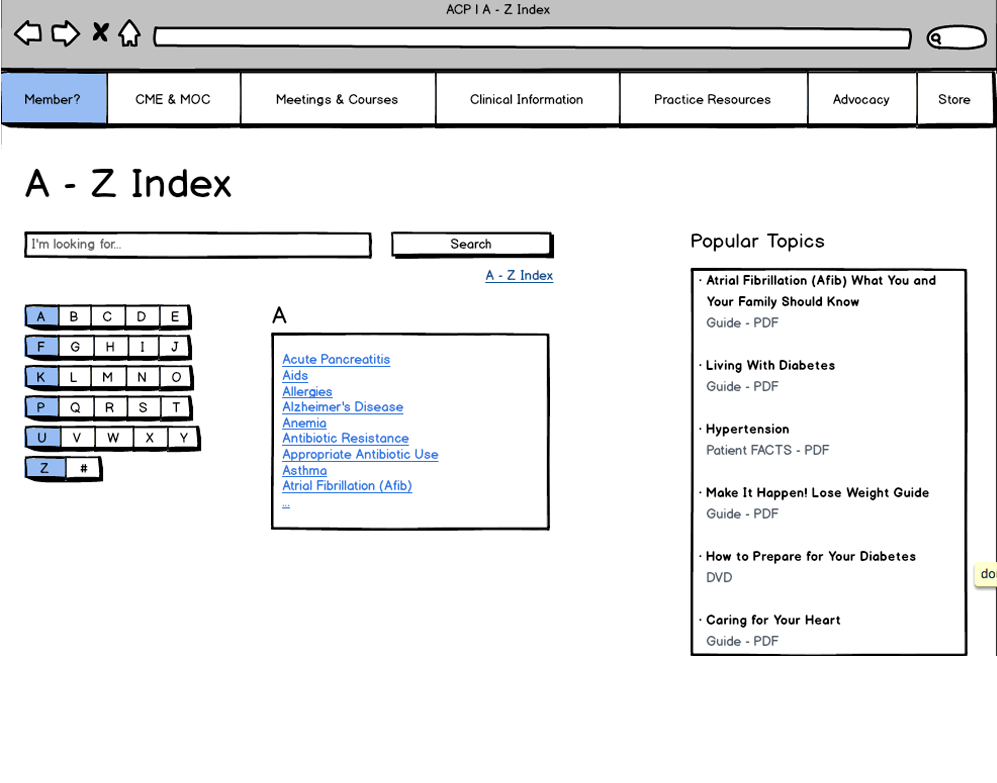 ACP | A - Z Index
Member?
CME & MOC
Meetings & Courses
Clinical Information
Practice Resources
Advocacy
Store
A - Z Index
I'm looking for...
Search
A - Z Index
A B C D E
F G H I J
K L M N O
P Q R S T
U V W X Y
Z #
A
Acute Pancreatitis
Aids
Allergies
Alzheimer's Disease
Anemia
Antibiotic Resistance
Appropriate Antibiotic Use
Asthma
Atrial Fibrillation (Afib)
...
Popular Topics
· Atrial Fibrillation (Afib) What You and
Your Family Should Know
Guide - PDF
· Living With Diabetes
Guide - PDF
· Hypertension
Patient FACTS - PDF
· Make It Happen! Lose Weight Guide
Guide - PDF
· How to Prepare for Your Diabetes
DVD
· Caring for Your Heart
Guide - PDF